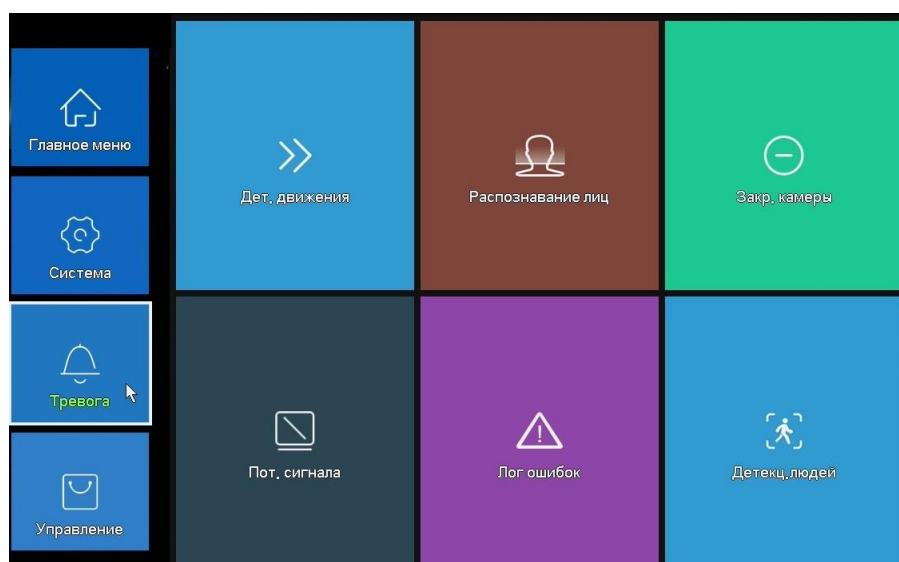 Главное меню
Система
Тревога
Управление
Дет. движения
Распознавание лиц
Закр. камеры
Пот. сигнала
Лог ошибок
Детекц.людей